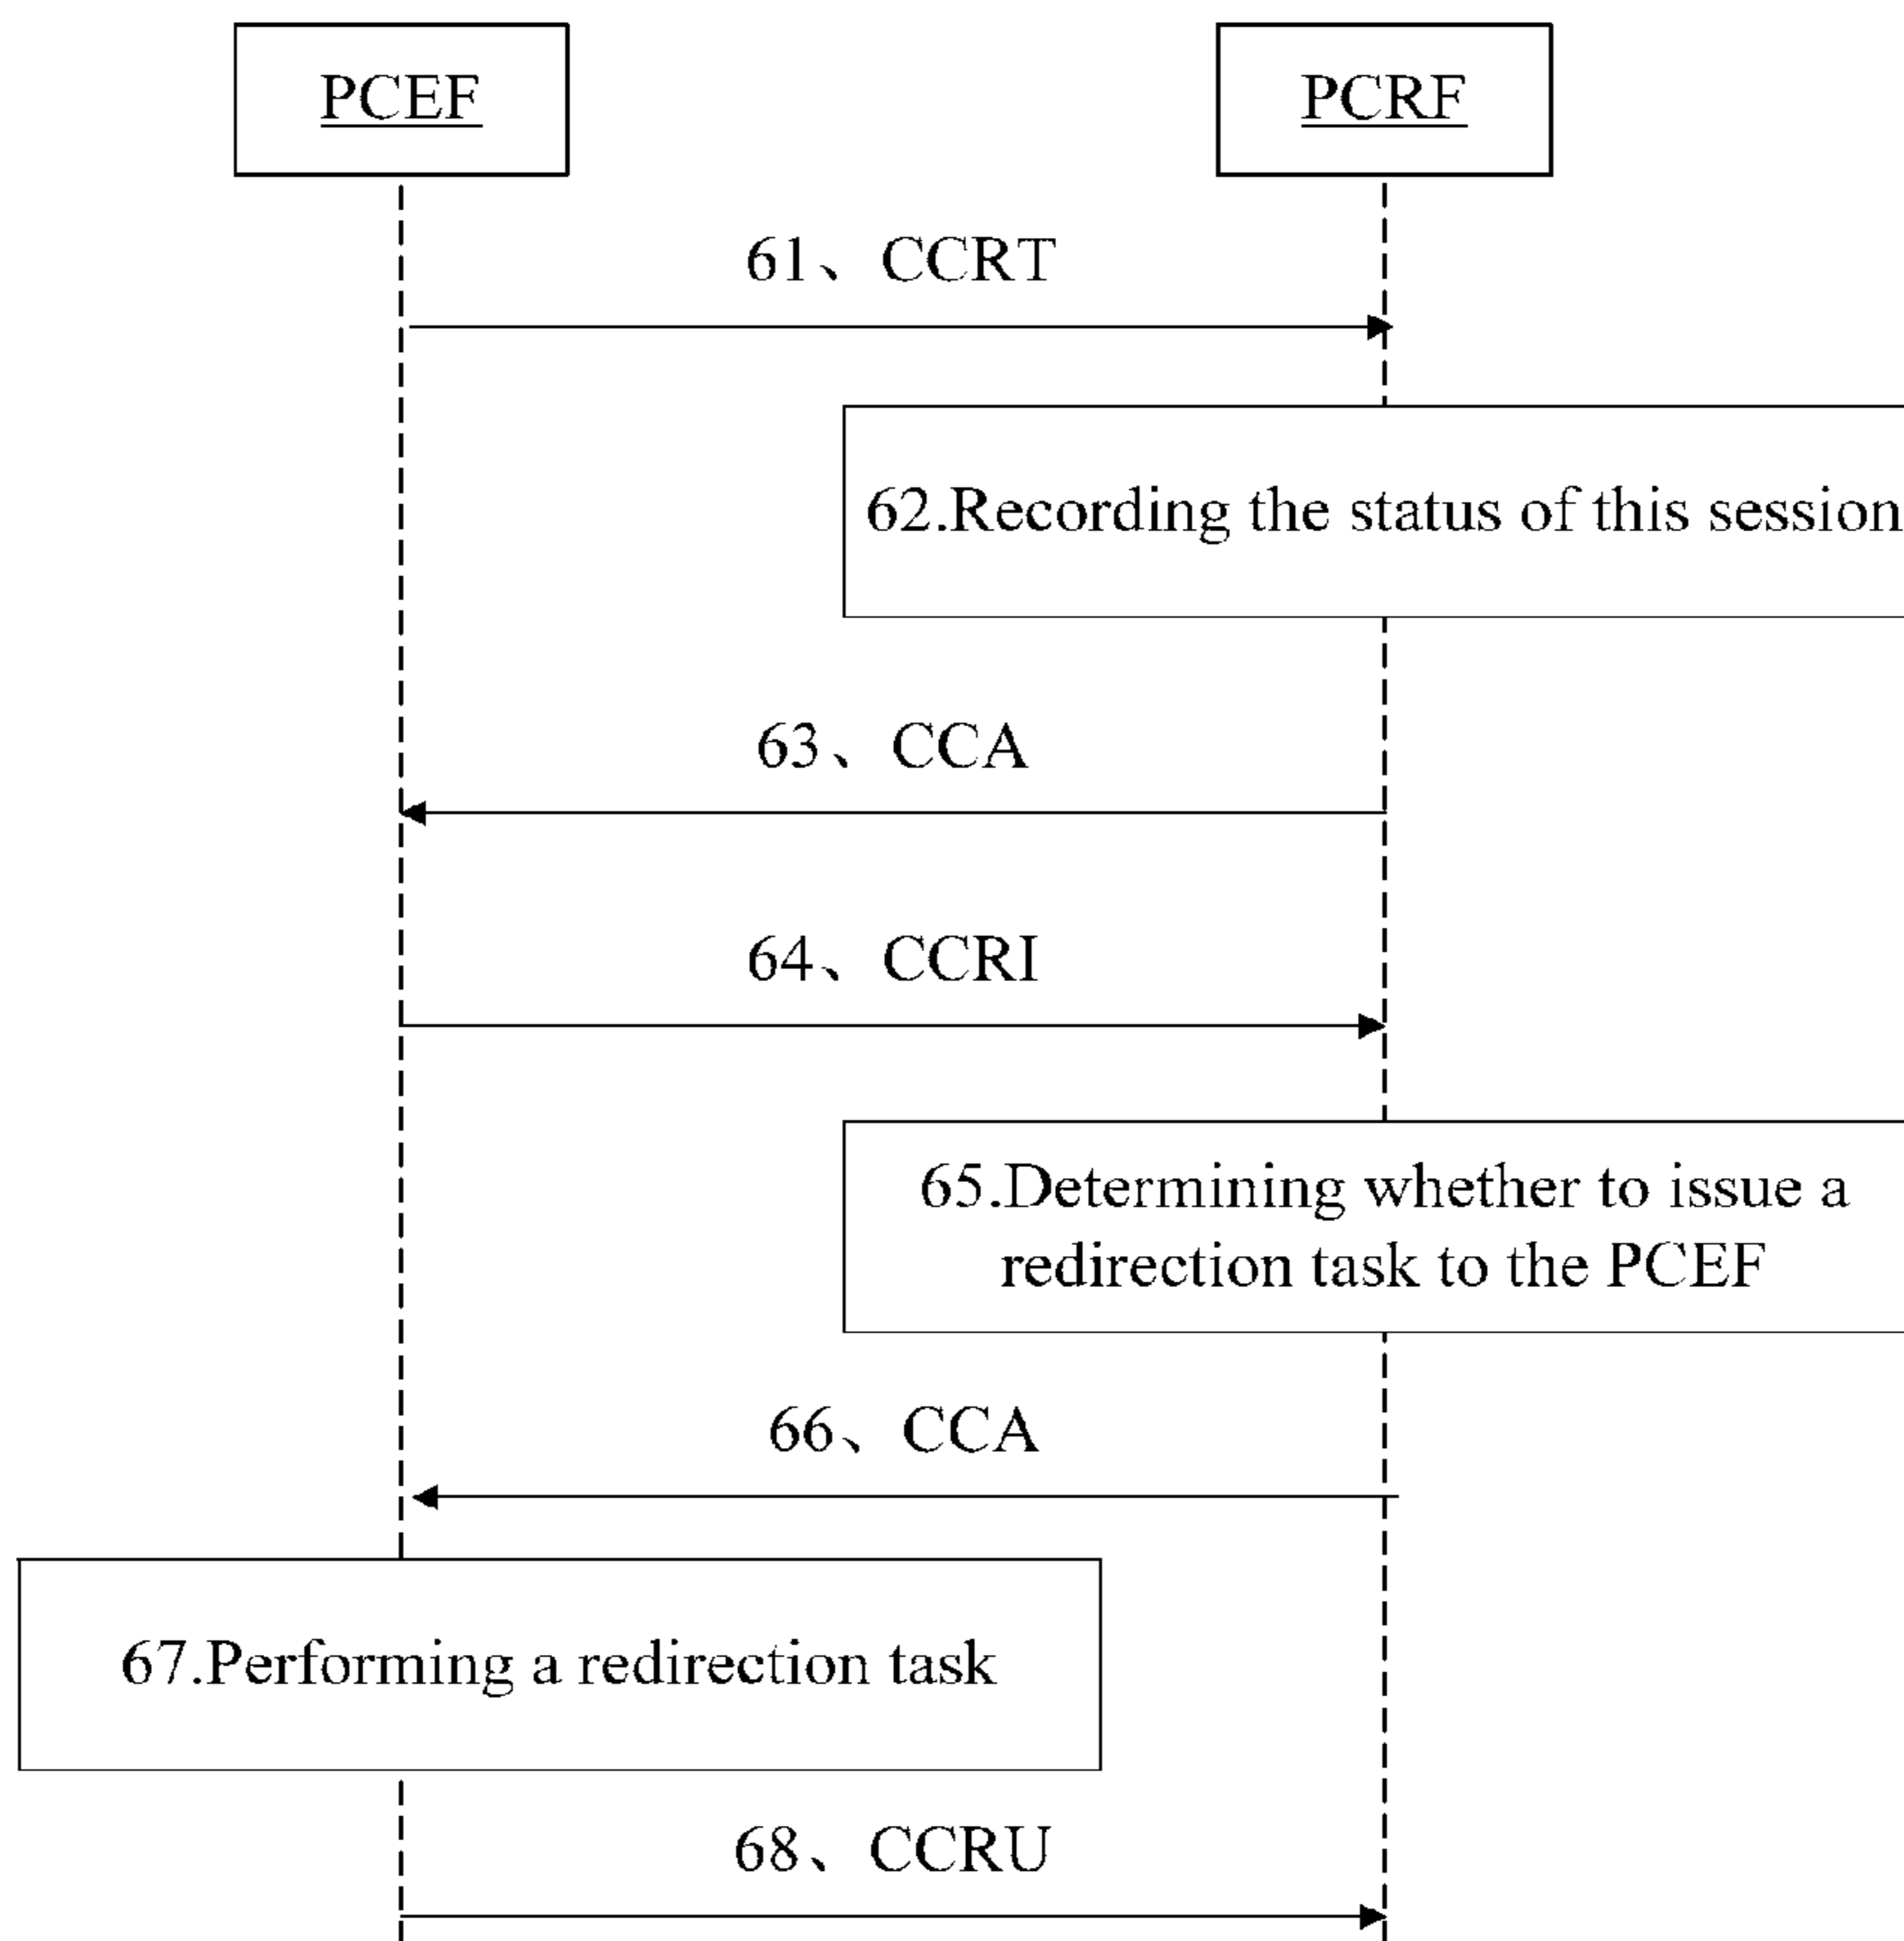 PCEF
PCRF
61、CCRT
62.Recording the status of this session
63、CCA
64、CCRI
65.Determining whether to issue a
redirection task to the PCEF
66、CCA
67.Performing a redirection task
68、CCRU